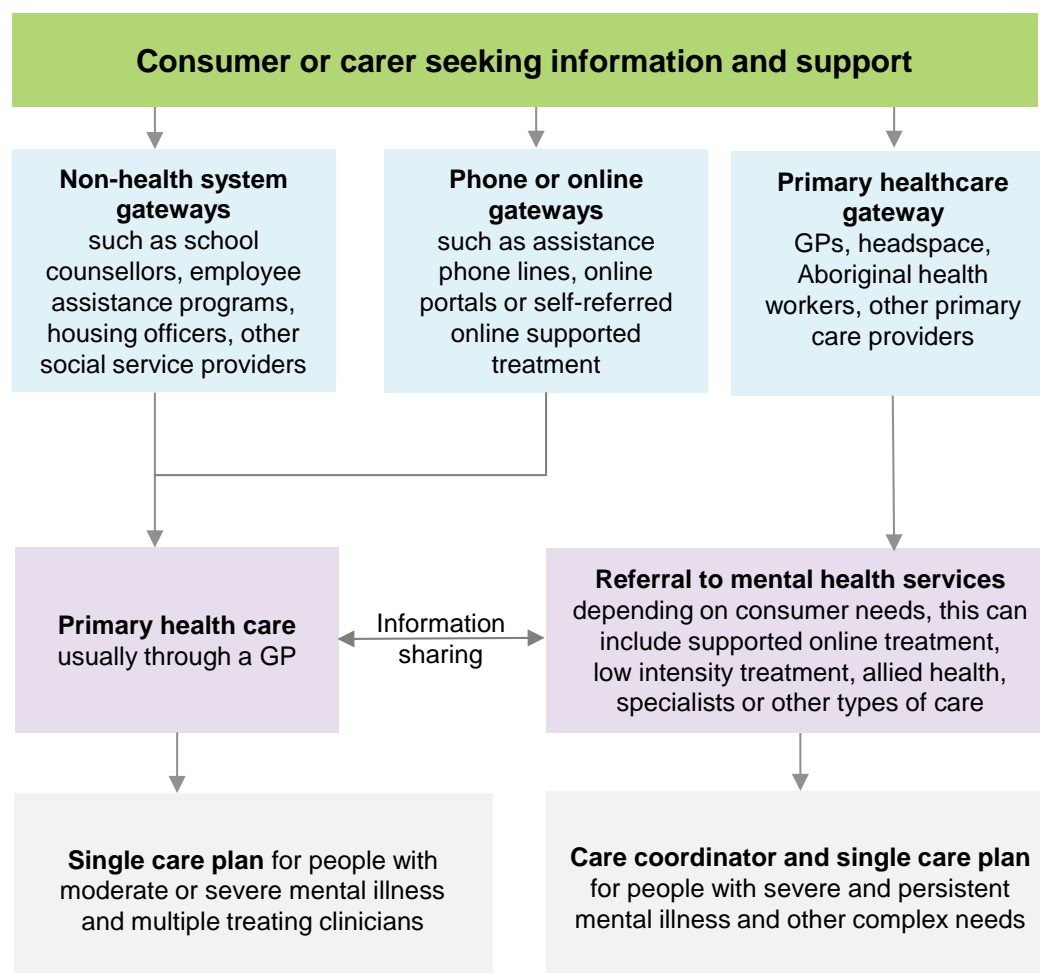 Consumer or carer seeking information and support
Non-health system
gateways
such as school
counsellors, employee
assistance programs,
housing officers, other
social service providers
Phone or online
gateways
such as assistance
phone lines, online
portals or self-referred
online supported
treatment
Primary healthcare
gateway
GPs, headspace,
Aboriginal health
workers, other primary
care providers
Primary health care
usually through a GP
Information
sharing
Referral to mental health services
depending on consumer needs, this can
include supported online treatment,
low intensity treatment, allied health,
specialists or other types of care
Single care plan for people with
moderate or severe mental illness
and multiple treating clinicians
Care coordinator and single care plan
for people with severe and persistent
mental illness and other complex needs